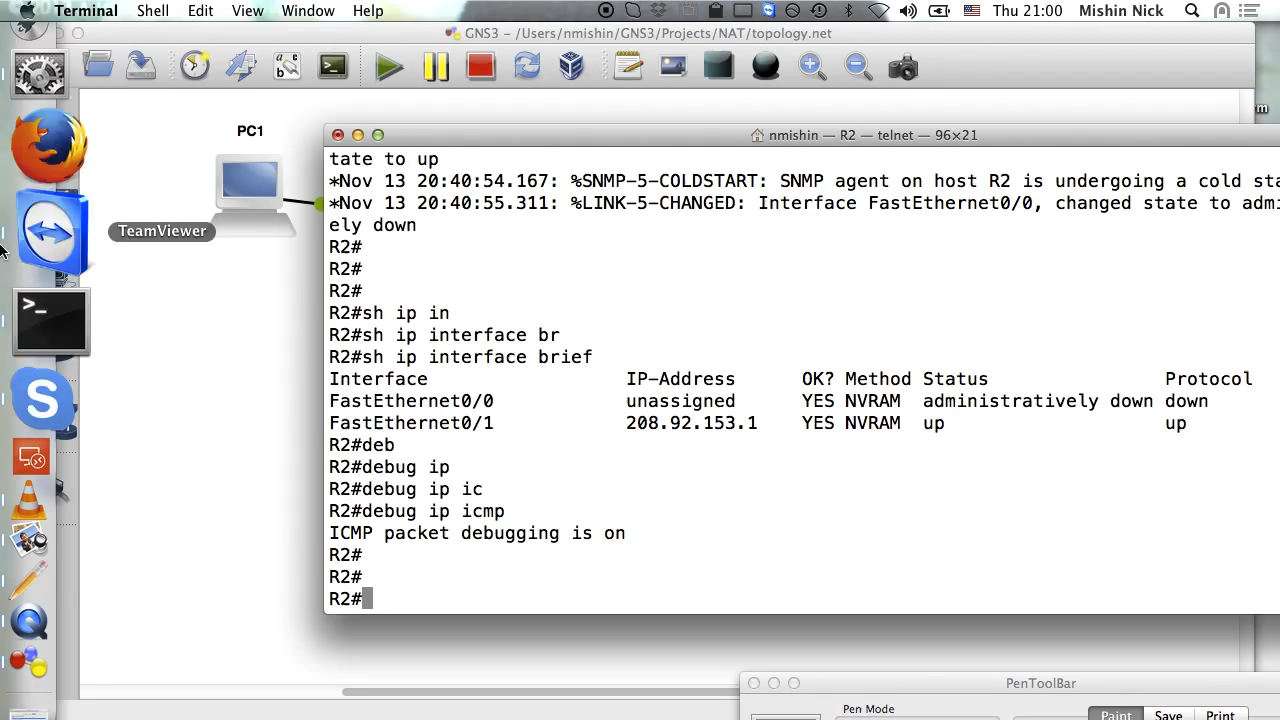 Terminal Shell Edit View Window Help Thu 21:00 Mishin Nick
GNS3 – /Users/nmishin/GNS3/Projects/NAT/topology.net
PC1
nmishin — R2 — telnet — 96×21
tate to up
*Nov 13 20:40:54.167: %SNMP-5-COLDSTART: SNMP agent on host R2 is undergoing a cold sta
*Nov 13 20:40:55.311: %LINK-5-CHANGED: Interface FastEthernet0/0, changed state to admi
ely down
R2#
R2#
R2#
R2#sh ip in
R2#sh ip interface br
R2#sh ip interface brief
Interface IP-Address OK? Method Status Protocol
FastEthernet0/0 unassigned YES NVRAM administratively down down
FastEthernet0/1 208.92.153.1 YES NVRAM up up
R2#deb
R2#debug ip
R2#debug ip ic
R2#debug ip icmp
ICMP packet debugging is on
R2#
R2#
R2#
TeamViewer
PenToolBar
Pen Mode
Paint Save Print